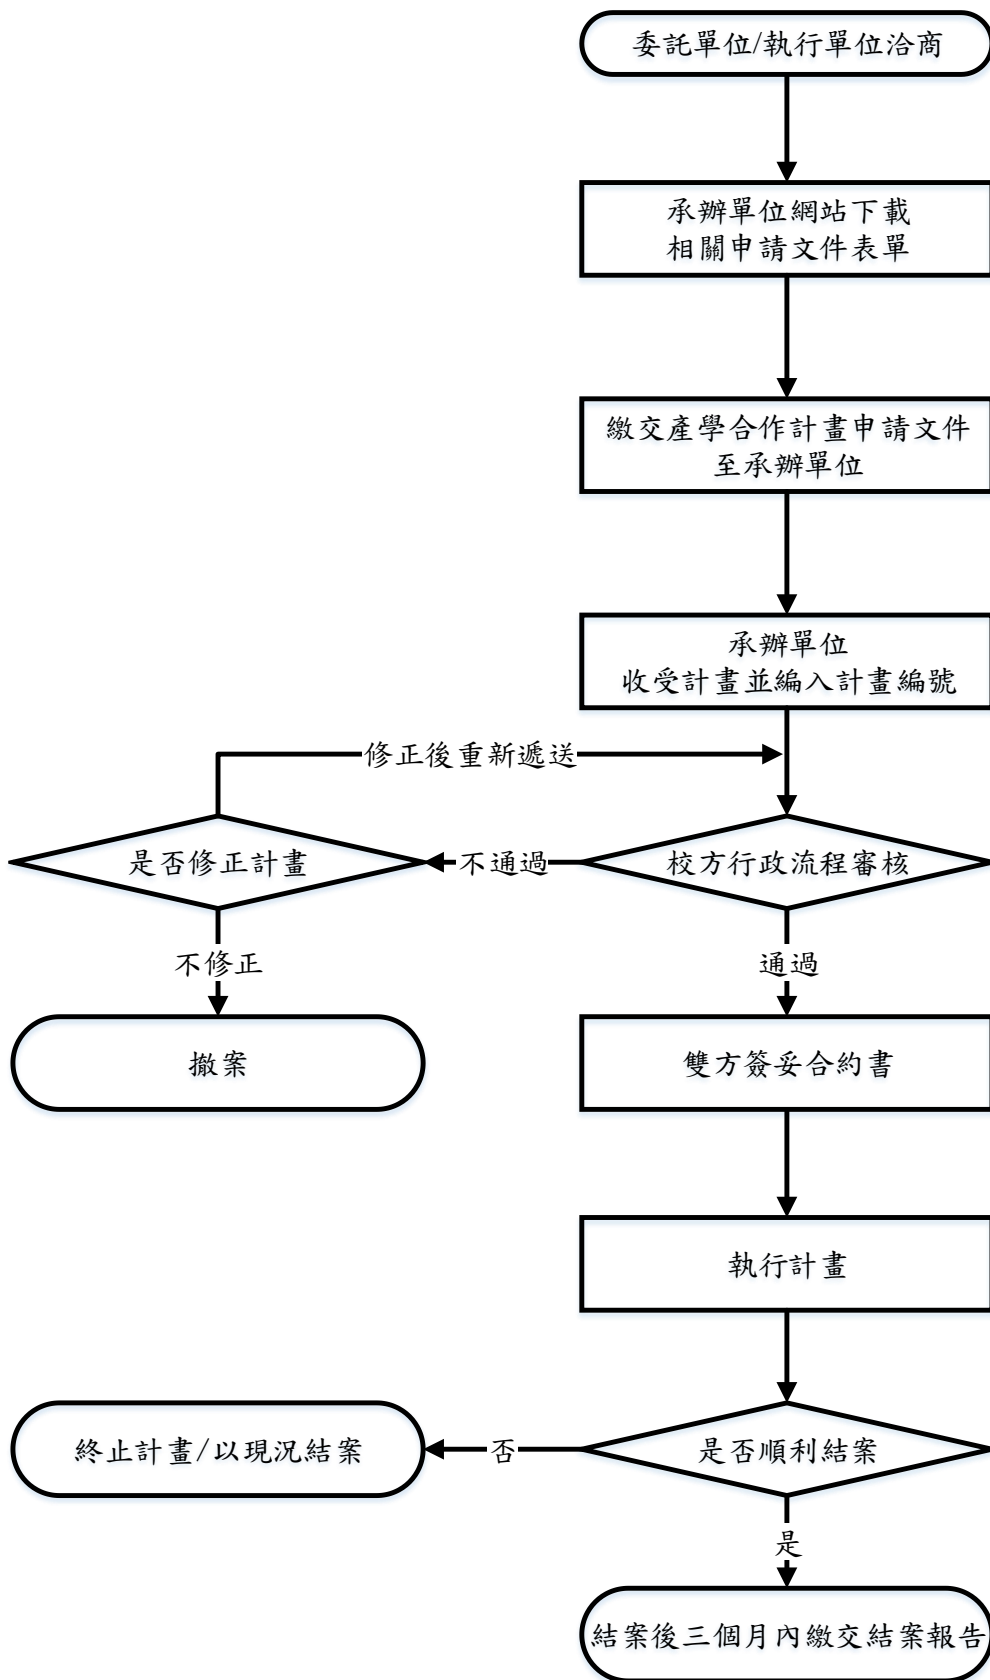 委託單位/執行單位洽商
承辦單位網站下載
相關申請文件表單
繳交產學合作計畫申請文件
至承辦單位
承辦單位
收受計畫並編入計畫編號
修正後重新遞送
是否修正計畫
不通過
校方行政流程審核
不修正
通過
撤案
雙方簽妥合約書
執行計畫
終止計畫/以現況結案
否
是否順利結案
是
結案後三個月內繳交結案報告